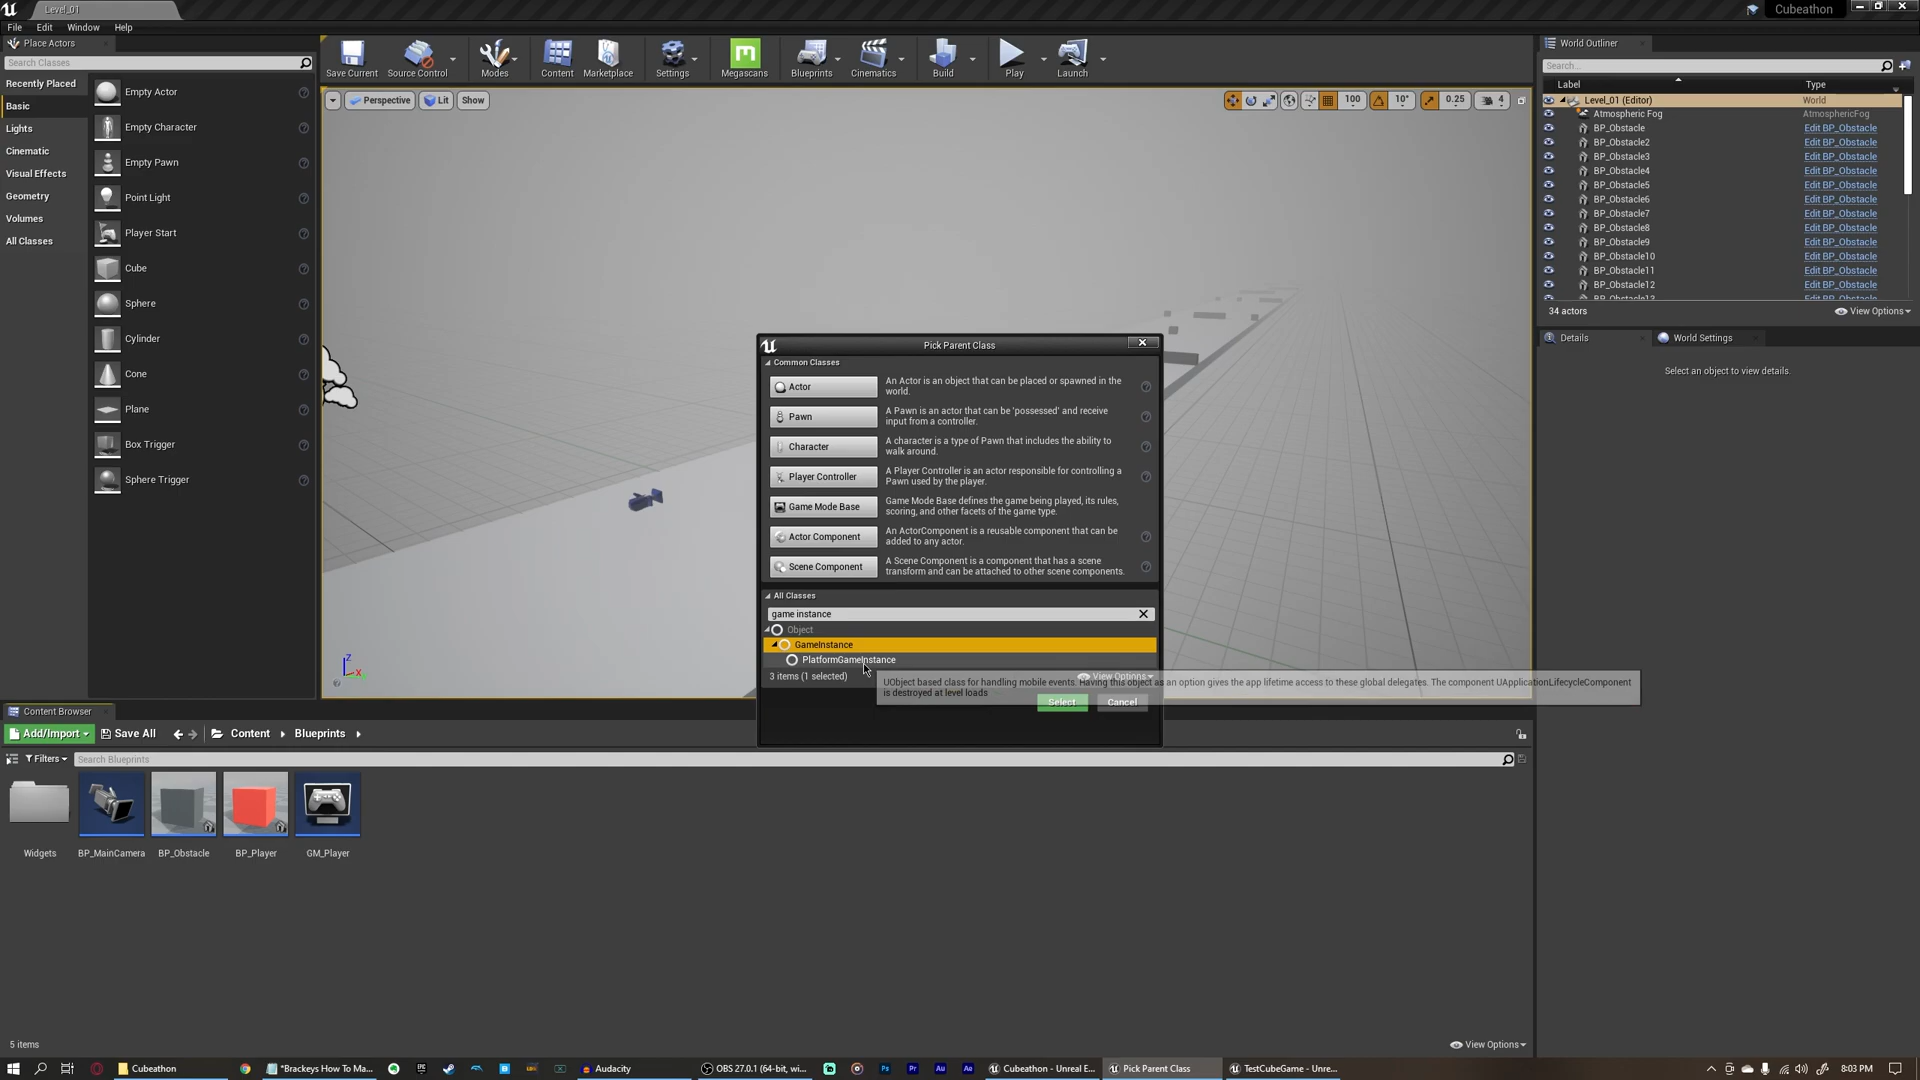 Level_01
Cubeathon
File Edit Window Help
Place Actors
Search Classes
Recently Placed
Basic
Lights
Cinematic
Visual Effects
Geometry
Volumes
All Classes
Empty Actor
Empty Character
Empty Pawn
Point Light
Player Start
Cube
Sphere
Cylinder
Cone
Plane
Box Trigger
Sphere Trigger
Save Current
Source Control
Modes
Content
Marketplace
Settings
Megascans
Blueprints
Cinematics
Build
Play
Launch
Perspective Lit Show
100 10° 0.25 4
Pick Parent Class
Common Classes
Actor
An Actor is an object that can be placed or spawned in the
world.
Pawn
A Pawn is an actor that can be 'possessed' and receive
input from a controller.
Character
A character is a type of Pawn that includes the ability to
walk around.
Player Controller
A Player Controller is an actor responsible for controlling a
Pawn used by the player.
Game Mode Base
Game Mode Base defines the game being played, its rules,
scoring, and other facets of the game type.
Actor Component
An ActorComponent is a reusable component that can be
added to any actor.
Scene Component
A Scene Component is a component that has a scene
transform and can be attached to other scene components.
All Classes
game instance
Object
GameInstance
PlatformGameInstance
3 items (1 selected)
View Options
UObject based class for handling mobile events. Having this object as an option gives the app lifetime access to these global delegates. The component UApplicationLifecycleComponent
is destroyed at level loads
Select Cancel
Z
X
World Outliner
Search...
Label Type
Level_01 (Editor) World
Atmospheric Fog AtmosphericFog
BP_Obstacle Edit BP_Obstacle
BP_Obstacle2 Edit BP_Obstacle
BP_Obstacle3 Edit BP_Obstacle
BP_Obstacle4 Edit BP_Obstacle
BP_Obstacle5 Edit BP_Obstacle
BP_Obstacle6 Edit BP_Obstacle
BP_Obstacle7 Edit BP_Obstacle
BP_Obstacle8 Edit BP_Obstacle
BP_Obstacle9 Edit BP_Obstacle
BP_Obstacle10 Edit BP_Obstacle
BP_Obstacle11 Edit BP_Obstacle
BP_Obstacle12 Edit BP_Obstacle
BP_Obstacle13 Edit BP_Obstacle
34 actors
View Options
Details
World Settings
Select an object to view details.
Content Browser
Add/Import Save All Content Blueprints
Filters Search Blueprints
Widgets
BP_MainCamera
BP_Obstacle
BP_Player
GM_Player
5 items
View Options
Cubeathon
*Brackeys How To Ma...
Audacity
OBS 27.0.1 (64-bit, wi...
Ps
Pr
Au
Ae
Cubeathon - Unreal E...
Pick Parent Class
TestCubeGame - Unre...
8:03 PM